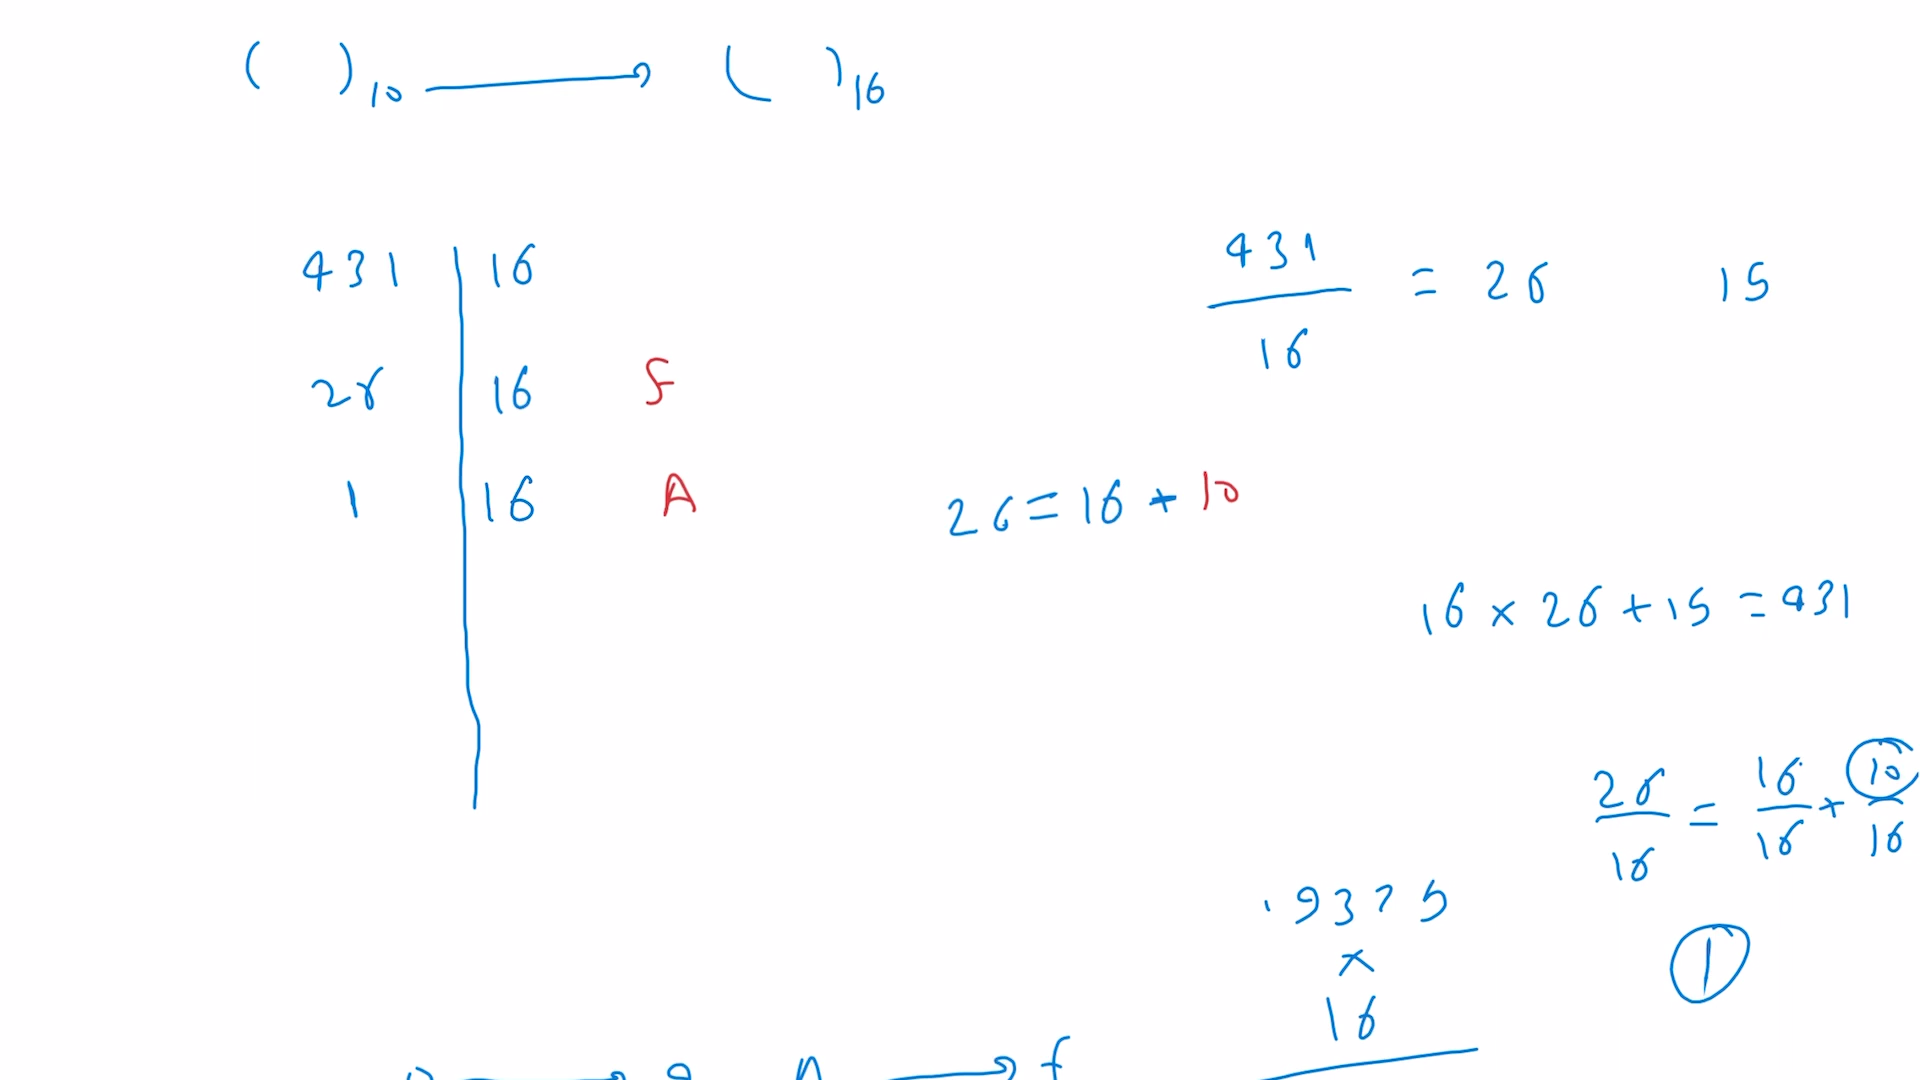 ( )10 → ( )16
431 | 16
431 / 16 = 26 15
26 | 16 F
1 | 16 A
26 = 16 + 10
16 × 26 + 15 = 431
26 / 16 = 16 / 16 + 10 / 16
.9375
×
16
1
→ 9 → f